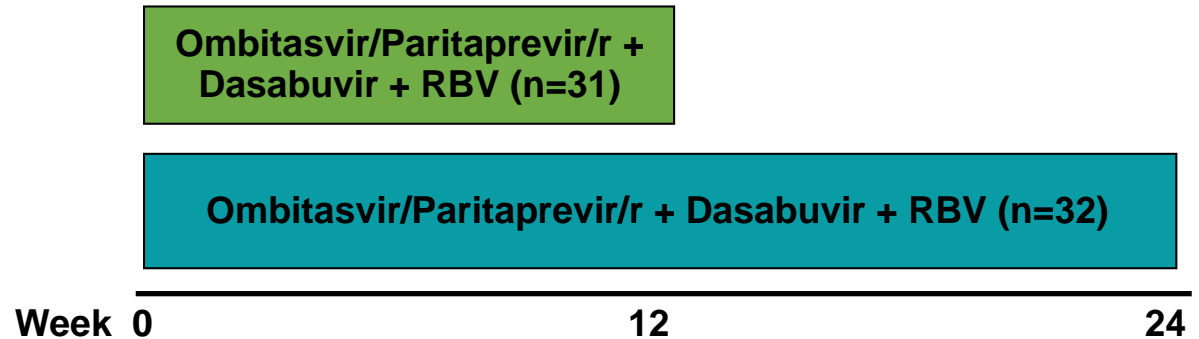 Ombitasvir/Paritaprevir/r +
Dasabuvir + RBV (n=31)
Ombitasvir/Paritaprevir/r + Dasabuvir + RBV (n=32)
Week 0 12 24